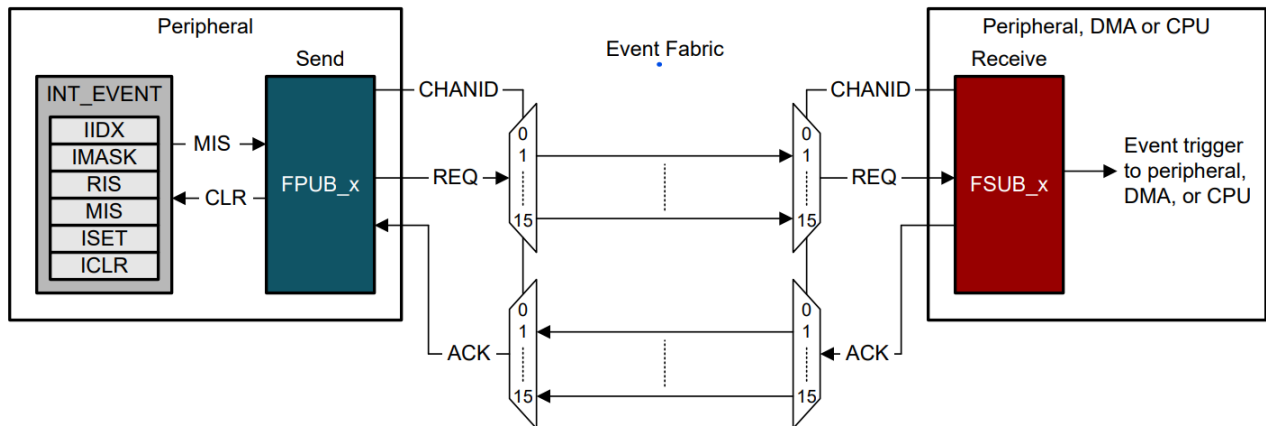 Peripheral
Send
INT_EVENT
IIDX
IMASK
RIS
MIS
ISET
ICLR
MIS
CLR
FPUB_x
CHANID
REQ
ACK
Event Fabric
0
1
15
0
1
15
0
1
15
0
1
15
Peripheral, DMA or CPU
Receive
CHANID
REQ
ACK
FSUB_x
Event trigger
to peripheral,
DMA, or CPU